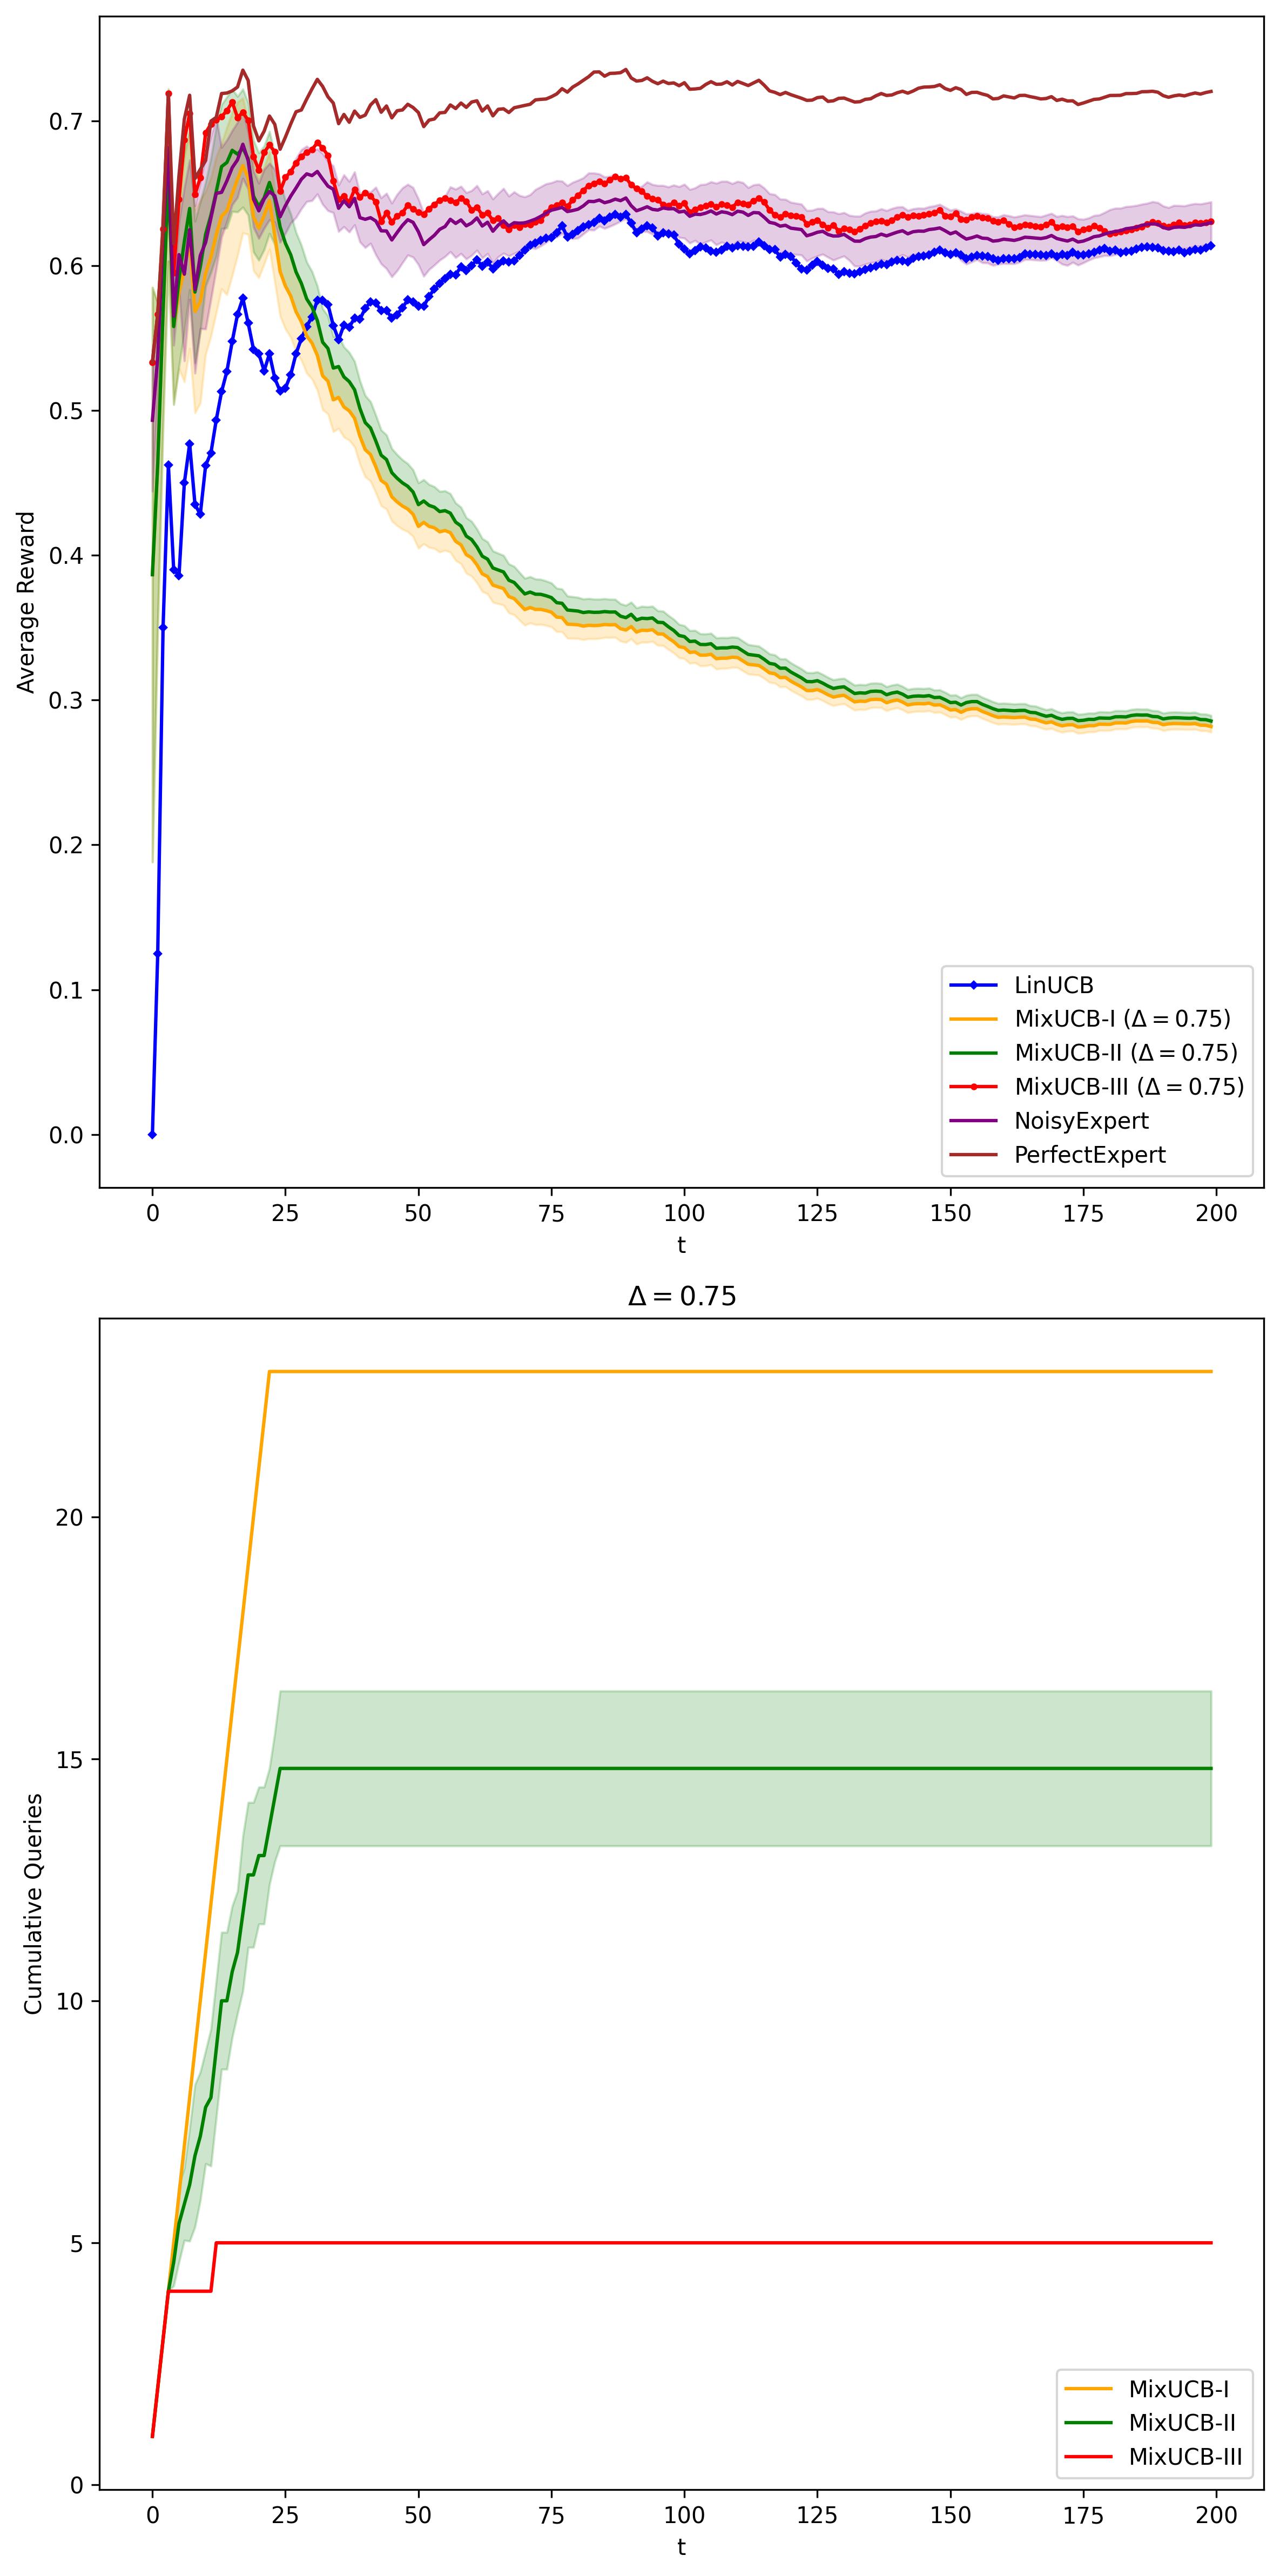 0.7
0.6
0.5
0.4
0.3
0.2
0.1
0.0
Average Reward
LinUCB
MixUCB-I (Δ = 0.75)
MixUCB-II (Δ = 0.75)
MixUCB-III (Δ = 0.75)
NoisyExpert
PerfectExpert
0 25 50 75 100 125 150 175 200
t
Δ = 0.75
20
15
10
5
0
Cumulative Queries
MixUCB-I
MixUCB-II
MixUCB-III
0 25 50 75 100 125 150 175 200
t